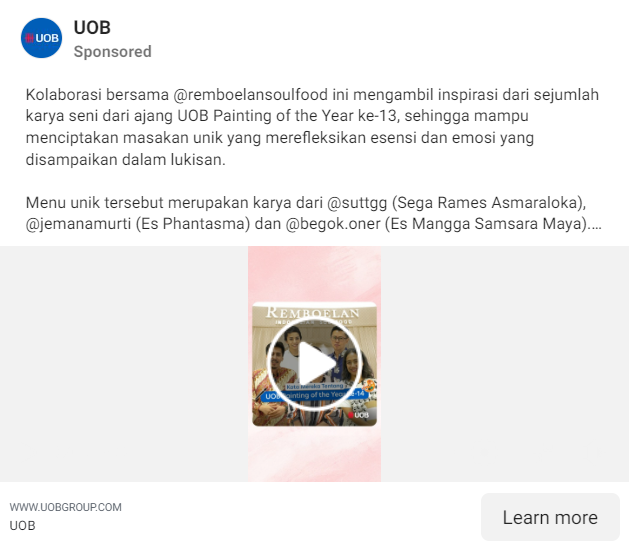 UOB
UOB
Sponsored
Kolaborasi bersama @remboelansoulfood ini mengambil inspirasi dari sejumlah
karya seni dari ajang UOB Painting of the Year ke-13, sehingga mampu
menciptakan masakan unik yang merefleksikan esensi dan emosi yang
disampaikan dalam lukisan.
Menu unik tersebut merupakan karya dari @suttgg (Sega Rames Asmaraloka),
@jemanamurti (Es Phantasma) dan @begok.oner (Es Mangga Samsara Maya)....
REMBOELAN
Kata Mereka Tentang
UOB Painting of the Year ke-14
UOB
WWW.UOBGROUP.COM
UOB
Learn more